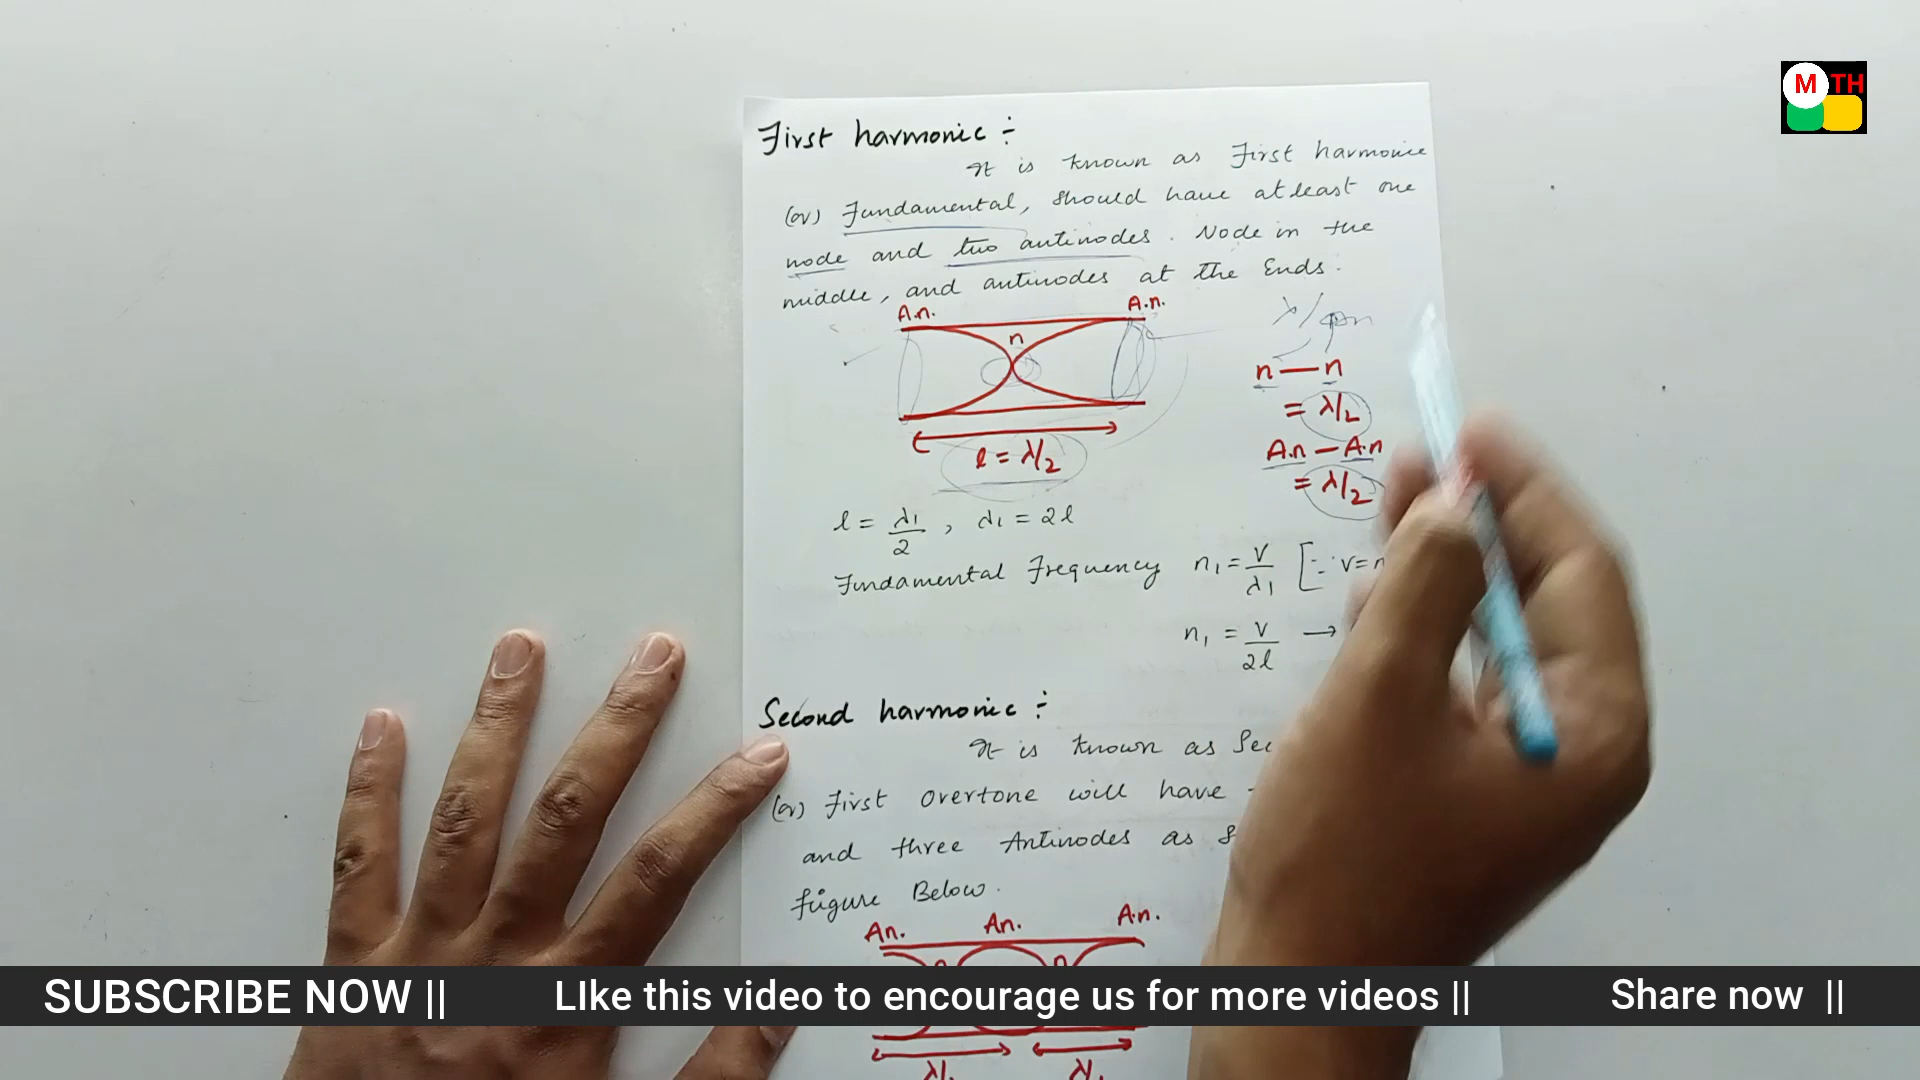 M TH
First harmonic :-
It is known as First harmonic
(or) Fundamental, should have atleast one
node and two antinodes. Node in the
middle, and antinodes at the Ends.
A.n. A.n.
n
l = λ/2
n — n
= λ/2
A.n — A.n
= λ/2
l = λ1/2 , λ1 = 2l
Fundamental Frequency n1 = V/λ1 [∵ V=n
n1 = V/2l →
Second harmonic :-
It is known as Sec
(or) First Overtone will have
and three Antinodes as
figure Below.
An. An. A.n.
n n
SUBSCRIBE NOW || LIke this video to encourage us for more videos || Share now ||